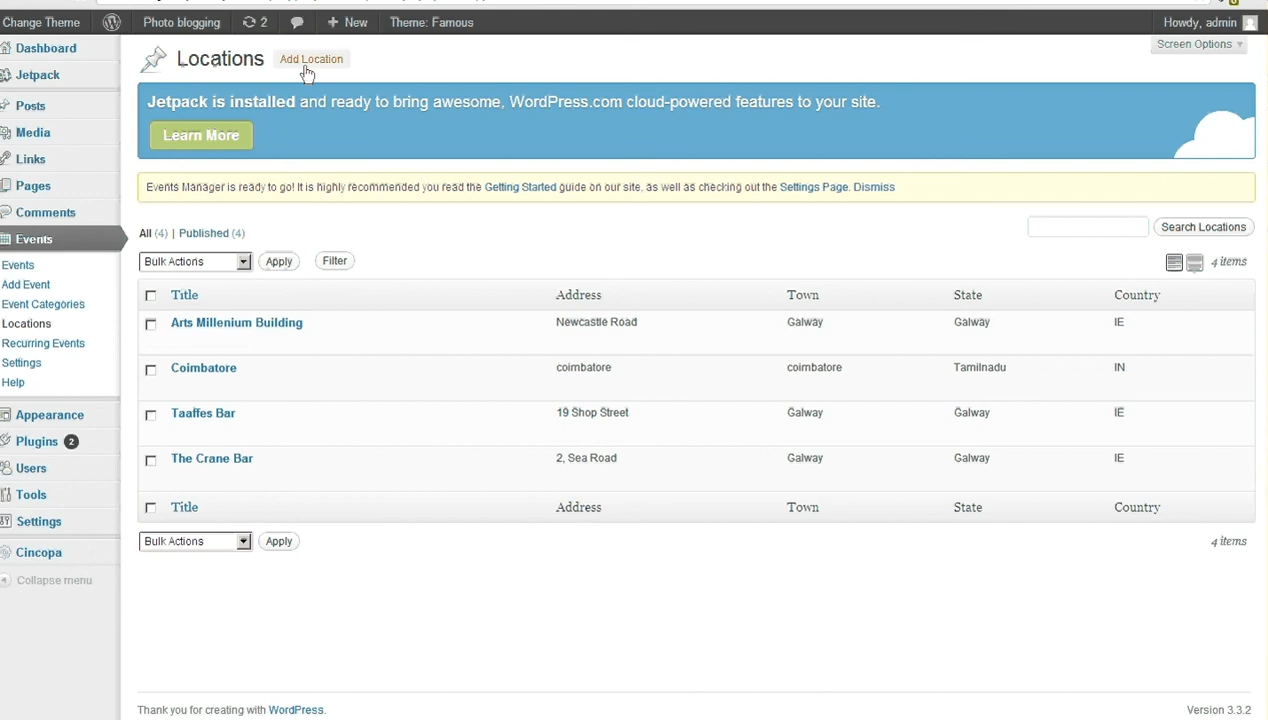 Change Theme Photo blogging 2 + New Theme: Famous Howdy, admin
Screen Options
Dashboard
Jetpack
Posts
Media
Links
Pages
Comments
Events
Events
Add Event
Event Categories
Locations
Recurring Events
Settings
Help
Appearance
Plugins 2
Users
Tools
Settings
Cincopa
Collapse menu
Locations Add Location
Jetpack is installed and ready to bring awesome, WordPress.com cloud-powered features to your site.
Learn More
Events Manager is ready to go! It is highly recommended you read the Getting Started guide on our site, as well as checking out the Settings Page. Dismiss
All (4) | Published (4)
Search Locations
Bulk Actions Apply Filter 4 items
Title Address Town State Country
Arts Millenium Building Newcastle Road Galway Galway IE
Coimbatore coimbatore coimbatore Tamilnadu IN
Taaffes Bar 19 Shop Street Galway Galway IE
The Crane Bar 2, Sea Road Galway Galway IE
Title Address Town State Country
Bulk Actions Apply 4 items
Thank you for creating with WordPress. Version 3.3.2